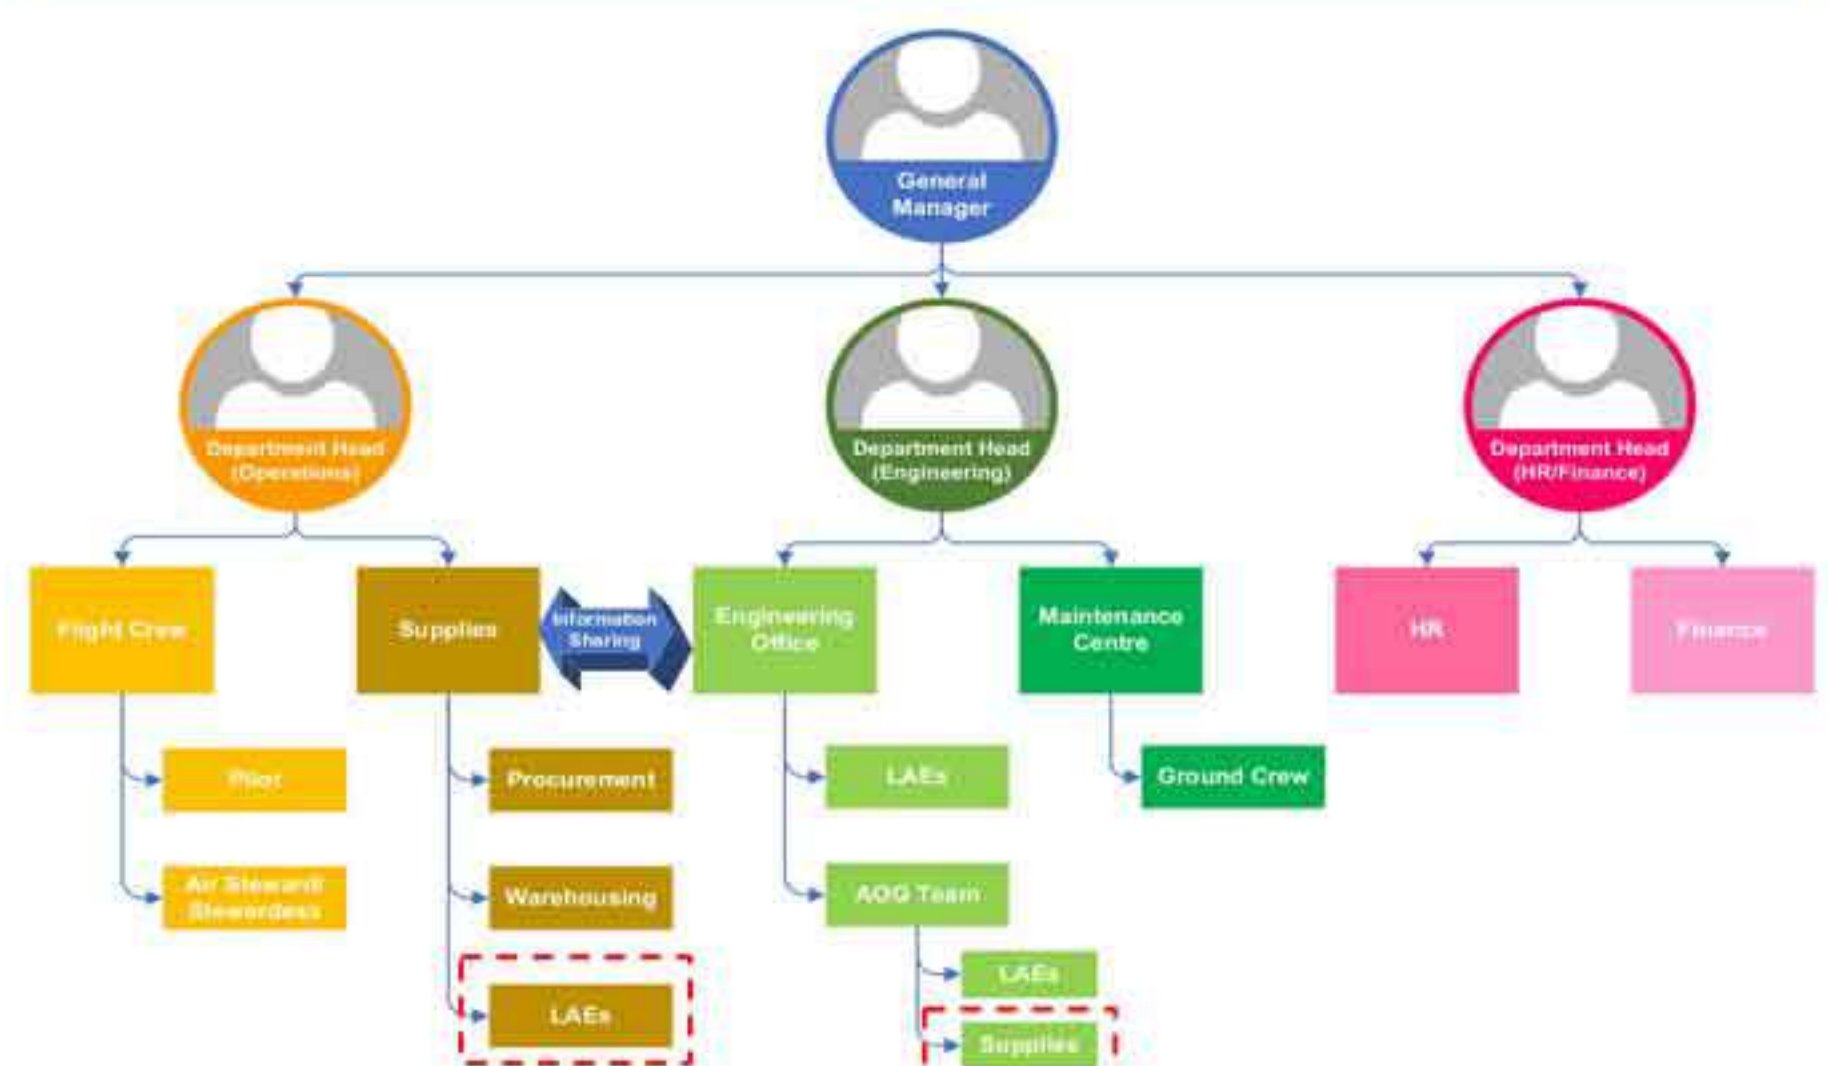 General
Manager
Department Head
(Operations)
Department Head
(Engineering)
Department Head
(HR/Finance)
Flight Crew
Supplies
Information
Sharing
Engineering
Office
Maintenance
Centre
HR
Finance
Pilot
Procurement
LAEs
Ground Crew
Air Steward/
Stewerdess
Warehousing
AOG Team
LAEs
LAEs
Supplies